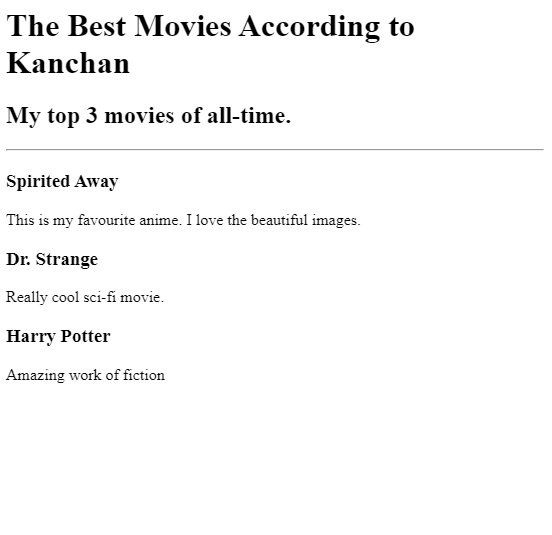 The Best Movies According to
Kanchan
My top 3 movies of all-time.
Spirited Away
This is my favourite anime. I love the beautiful images.
Dr. Strange
Really cool sci-fi movie.
Harry Potter
Amazing work of fiction